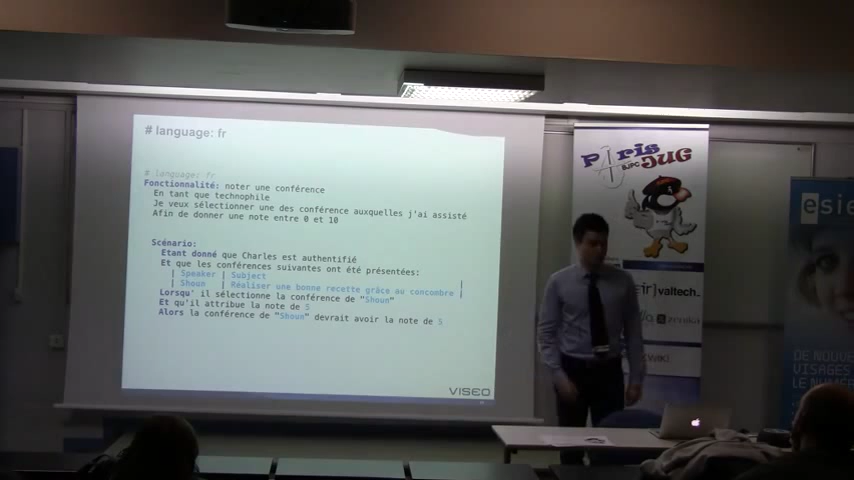 # language: fr
# language: fr
Fonctionnalité: noter une conférence
En tant que technophile
Je veux sélectionner une des conférence auxquelles j'ai assisté
Afin de donner une note entre 0 et 10
Scénario:
Etant donné que Charles est authentifié
Et que les conférences suivantes ont été présentées:
| Speaker | Subject |
| Shoun | Réaliser une bonne recette grâce au concombre |
Lorsqu' il sélectionne la conférence de "Shoun"
Et qu'il attribue la note de 5
Alors la conférence de "Shoun" devrait avoir la note de 5
VISEO
Paris
JUG
valtech
esie
DE NOUVE
VISAGES
LE NUMÉR